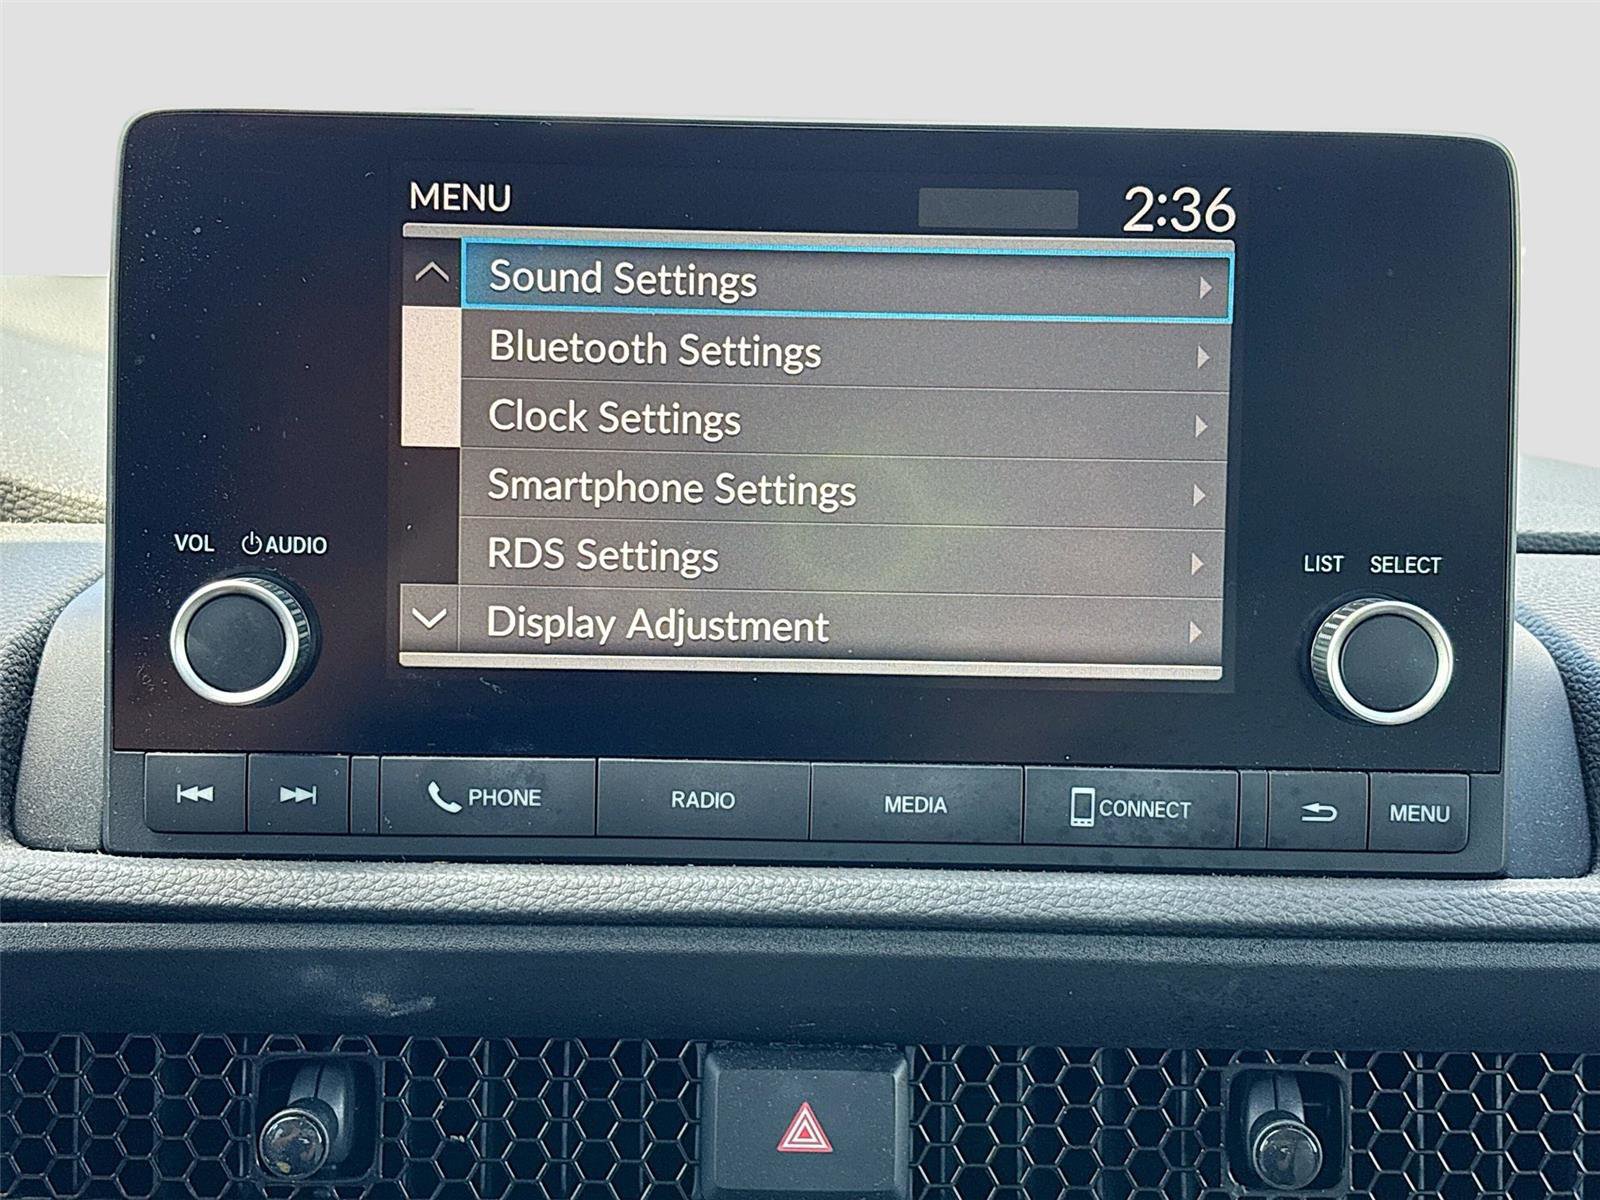 MENU 2:36
Sound Settings
Bluetooth Settings
Clock Settings
Smartphone Settings
RDS Settings
Display Adjustment
VOL AUDIO
LIST SELECT
PHONE RADIO MEDIA CONNECT MENU